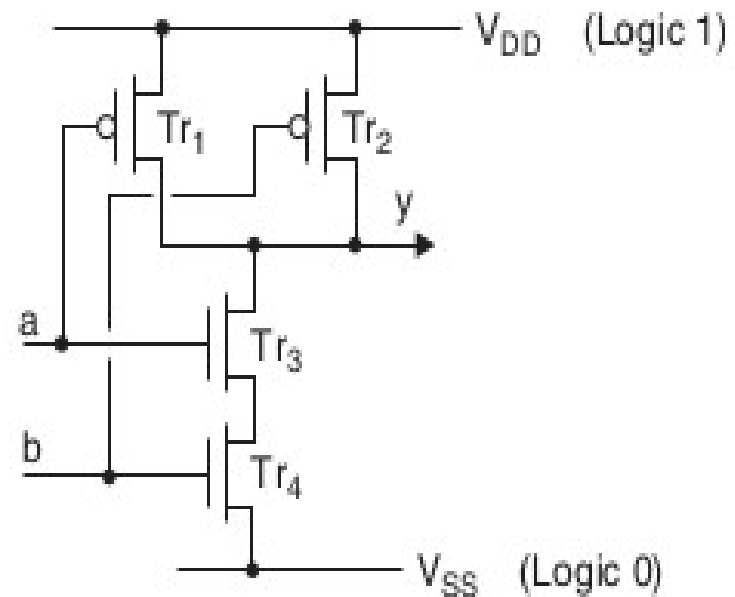 V_DD (Logic 1)
Tr_1 Tr_2
y
a
Tr_3
b
Tr_4
V_SS (Logic 0)